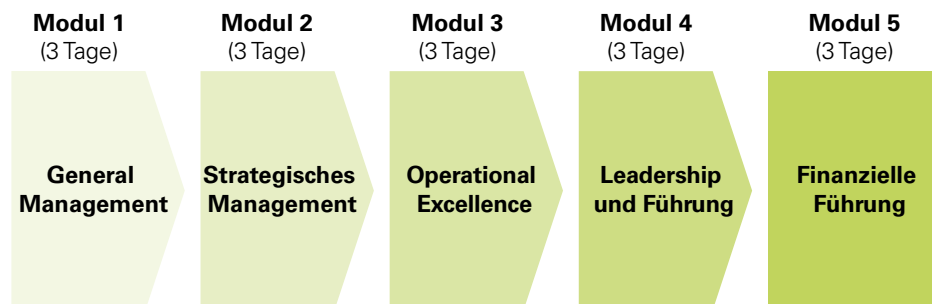 Modul 1
(3 Tage)
Modul 2
(3 Tage)
Modul 3
(3 Tage)
Modul 4
(3 Tage)
Modul 5
(3 Tage)
General
Management
Strategisches
Management
Operational
Excellence
Leadership
und Führung
Finanzielle
Führung